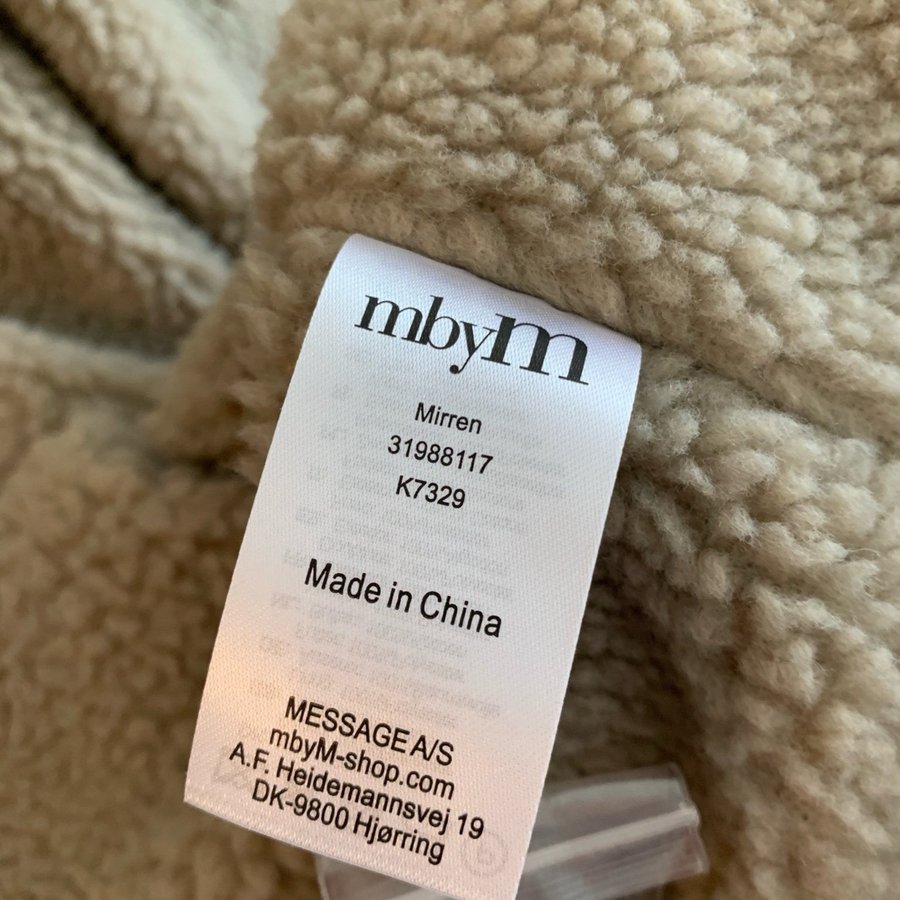 mbyM
Mirren
31988117
K7329
Made in China
MESSAGE A/S
mbyM-shop.com
A.F. Heidemannsvej 19
DK-9800 Hjørring